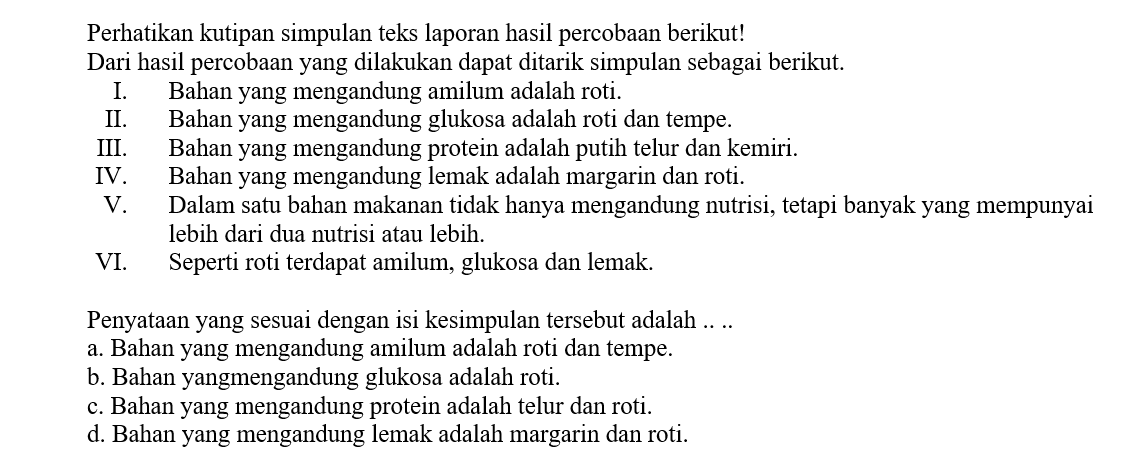 Perhatikan kutipan simpulan teks laporan hasil percobaan berikut!
Dari hasil percobaan yang dilakukan dapat ditarik simpulan sebagai berikut.
I. Bahan yang mengandung amilum adalah roti.
II. Bahan yang mengandung glukosa adalah roti dan tempe.
III. Bahan yang mengandung protein adalah putih telur dan kemiri.
IV. Bahan yang mengandung lemak adalah margarin dan roti.
V. Dalam satu bahan makanan tidak hanya mengandung nutrisi, tetapi banyak yang mempunyai
lebih dari dua nutrisi atau lebih.
VI. Seperti roti terdapat amilum, glukosa dan lemak.
Penyataan yang sesuai dengan isi kesimpulan tersebut adalah .. ..
a. Bahan yang mengandung amilum adalah roti dan tempe.
b. Bahan yangmengandung glukosa adalah roti.
c. Bahan yang mengandung protein adalah telur dan roti.
d. Bahan yang mengandung lemak adalah margarin dan roti.